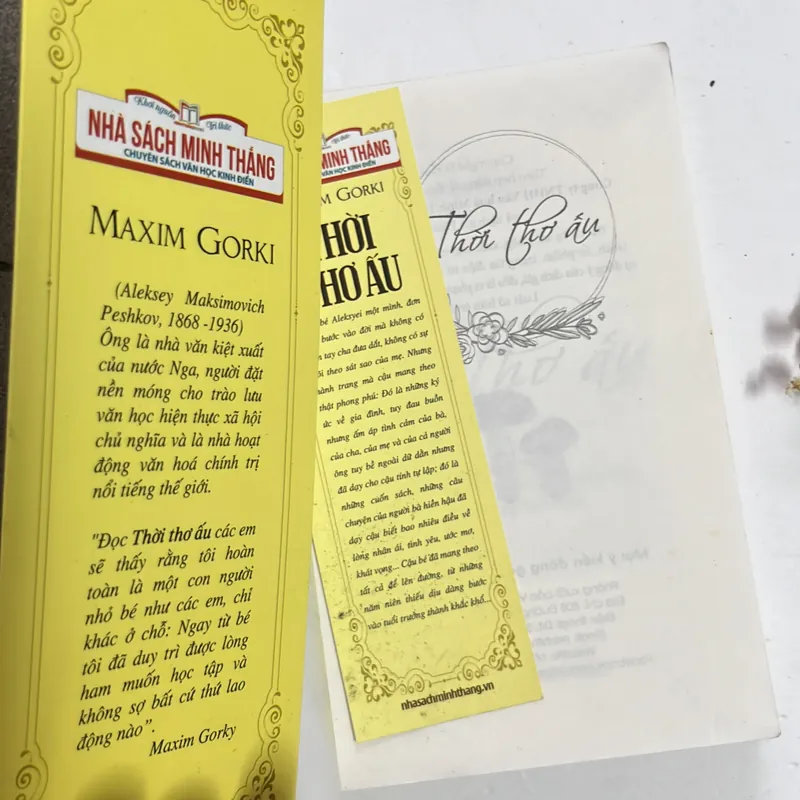 Khơi nguồn Tri thức
NHÀ SÁCH MINH THẮNG
CHUYÊN SÁCH VĂN HỌC KINH ĐIỂN
MAXIM GORKI
(Aleksey Maksimovich
Peshkov, 1868 -1936)
Ông là nhà văn kiệt xuất
của nước Nga, người đặt
nền móng cho trào lưu
văn học hiện thực xã hội
chủ nghĩa và là nhà hoạt
động văn hoá chính trị
nổi tiếng thế giới.
"Đọc Thời thơ ấu các em
sẽ thấy rằng tôi hoàn
toàn là một con người
nhỏ bé như các em, chỉ
khác ở chỗ: Ngay từ bé
tôi đã duy trì được lòng
ham muốn học tập và
không sợ bất cứ thứ lao
động nào”.
Maxim Gorky
Tri thức
MINH THẮNG
VĂN HỌC KINH ĐIỂN
GORKI
HỜI
HƠ ẤU
bé Aleksyei một mình, đơn
bước vào đời mà không có
tay cha đưa dắt, không có sự
theo sát sao của mẹ. Nhưng
hành trang mà cậu mang theo
thật phong phú: Đó là những ký
ức về gia đình, tuy đau buồn
nhưng ấm áp tình cảm của bà,
của cha, của mẹ và của cả người
ông tuy bề ngoài dữ dằn nhưng
đã dạy cho cậu tính tự lập; đó là
những cuốn sách, những câu
chuyện của người bà hiền hậu đã
dạy cậu biết bao nhiêu điều về
lòng nhân ái, tình yêu, ước mơ,
khát vọng... Cậu bé đã mang theo
tất cả để lên đường, từ những
năm niên thiếu dịu dàng bước
vào tuổi trưởng thành khắc khổ...
nhasachminhthang.vn
Thời thơ ấu